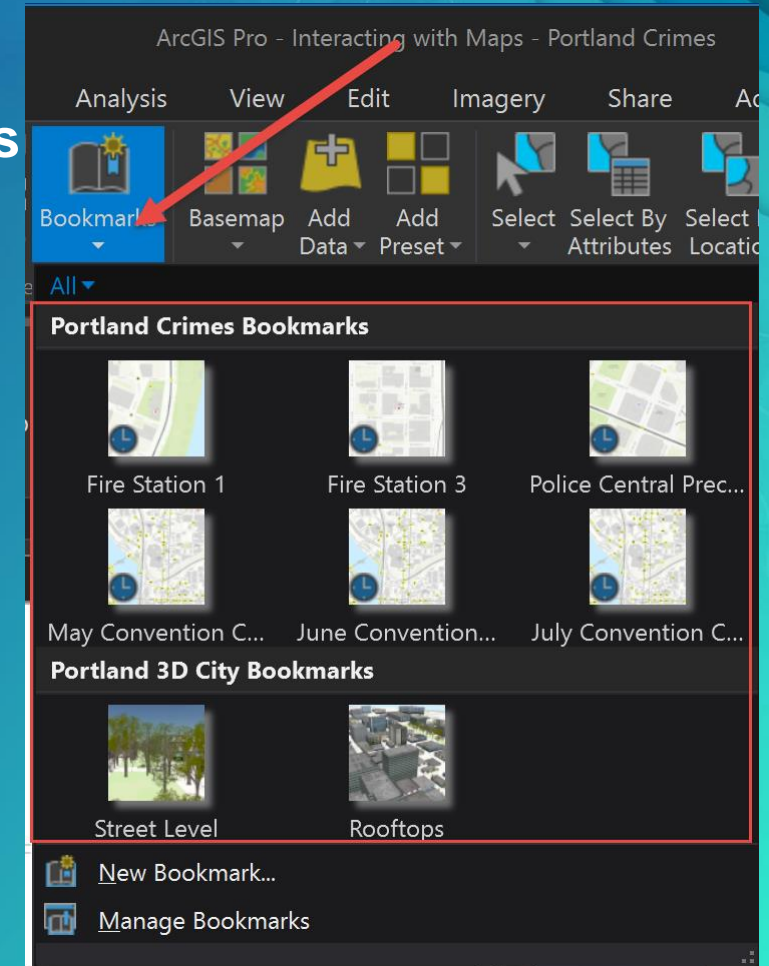 ArcGIS Pro - Interacting with Maps - Portland Crimes
Analysis View Edit Imagery Share
s
Bookmarks Basemap Add Data Add Preset Select Select By Attributes Select
All
Portland Crimes Bookmarks
Fire Station 1 Fire Station 3 Police Central Prec...
May Convention C... June Convention... July Convention C...
Portland 3D City Bookmarks
Street Level Rooftops
New Bookmark...
Manage Bookmarks